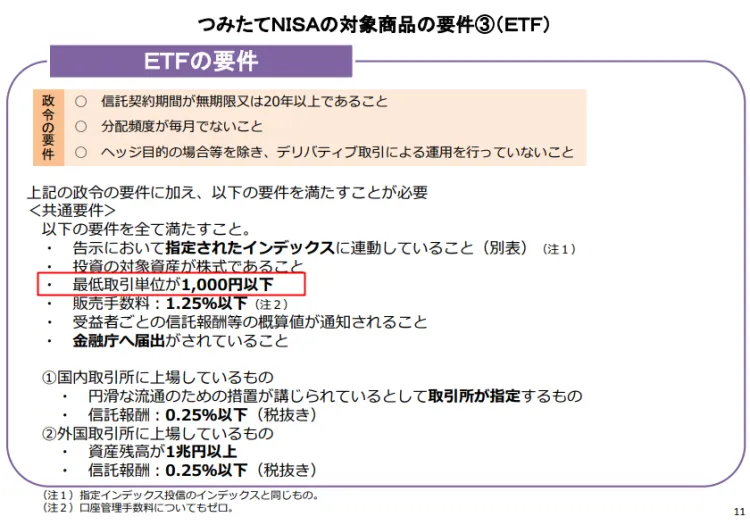 つみたてNISAの対象商品の要件③（ETF）
ETFの要件
政令の要件
○ 信託契約期間が無期限又は20年以上であること
○ 分配頻度が毎月でないこと
○ ヘッジ目的の場合等を除き、デリバティブ取引による運用を行っていないこと
上記の政令の要件に加え、以下の要件を満たすことが必要
＜共通要件＞
以下の要件を全て満たすこと。
・ 告示において指定されたインデックスに連動していること（別表）（注１）
・ 投資の対象資産が株式であること
・ 最低取引単位が1,000円以下
・ 販売手数料：1.25%以下（注２）
・ 受益者ごとの信託報酬等の概算値が通知されること
・ 金融庁へ届出がされていること
①国内取引所に上場しているもの
・ 円滑な流通のための措置が講じられているとして取引所が指定するもの
・ 信託報酬：0.25%以下（税抜き）
②外国取引所に上場しているもの
・ 資産残高が1兆円以上
・ 信託報酬：0.25%以下（税抜き）
（注１）指定インデックス投信のインデックスと同じもの。
（注２）口座管理手数料についてもゼロ。
11